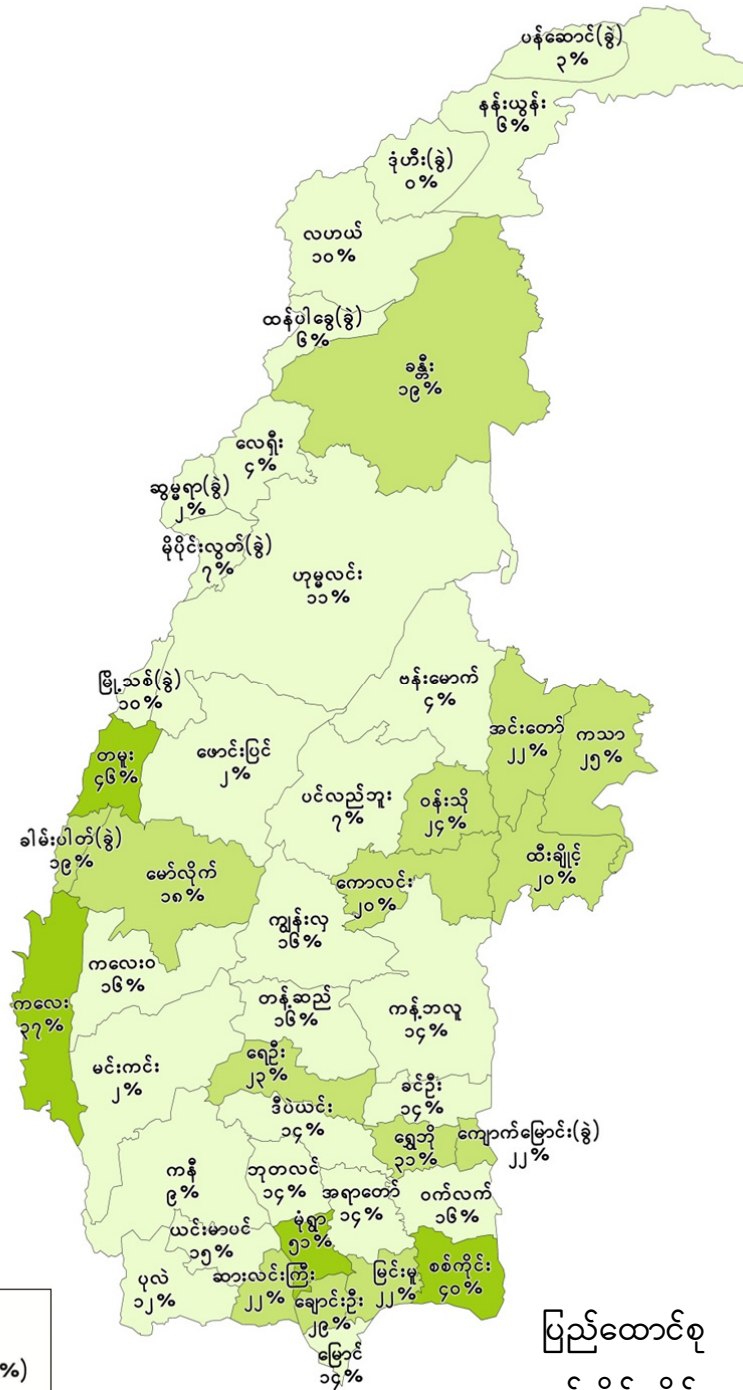 ပန်ဆောင်(ခွဲ)
၃%
နန်းယွန်း
၆%
ဒုံဟီး(ခွဲ)
၀%
လဟယ်
၁၀%
ထန်ပါခွေ(ခွဲ)
၆%
ခန္တီး
၁၉%
လေရှီး
၄%
ဆွမ္မရာ(ခွဲ)
၂%
မိုပိုင်းလွတ်(ခွဲ)
၇%
ဟုမ္မလင်း
၁၁%
ဗန်းမောက်
၄%
မြို့သစ်(ခွဲ)
၁၀%
အင်းတော်
၂၂%
ကသာ
၂၅%
တမူး
၄၆%
ဖောင်းပြင်
၂%
ပင်လည်ဘူး
၇%
ဝန်းသို
၂၄%
ခါမ်းပါတ်(ခွဲ)
၁၉%
မော်လိုက်
၁၈%
ထီးချိုင့်
၂၀%
ကောလင်း
၂၀%
ကျွန်းလှ
၁၆%
ကလေးဝ
၁၆%
ကလေး
၃၇%
တန့်ဆည်
၁၆%
ကန့်ဘလူ
၁၄%
မင်းကင်း
၂%
ရေဦး
၂၃%
ခင်ဦး
၁၄%
ဒီပဲယင်း
၁၄%
ရွှေဘို
၃၁%
ကျောက်မြောင်း(ခွဲ)
၂၂%
ကနီ
၉%
ဘုတလင်
၁၄%
အရာတော်
၁၄%
ဝက်လက်
၁၆%
ယင်းမာပင်
၁၅%
မုံရွာ
၅၁%
ပုလဲ
၁၂%
ဆားလင်းကြီး
၂၂%
ချောင်းဦး
၂၉%
မြင်းမူ
၂၂%
စစ်ကိုင်း
၄၀%
မြောင်
၁၄%
%)
ပြည်ထောင်စု